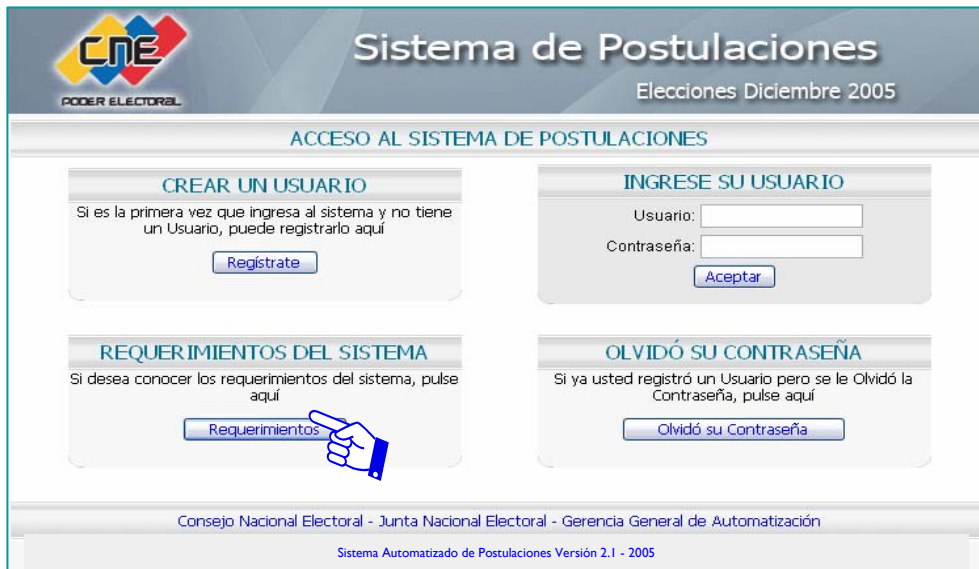 CNE
PODER ELECTORAL
Sistema de Postulaciones
Elecciones Diciembre 2005
ACCESO AL SISTEMA DE POSTULACIONES
CREAR UN USUARIO
Si es la primera vez que ingresa al sistema y no tiene
un Usuario, puede registrarlo aquí
Regístrate
INGRESE SU USUARIO
Usuario:
Contraseña:
Aceptar
REQUERIMIENTOS DEL SISTEMA
Si desea conocer los requerimientos del sistema, pulse
aquí
Requerimientos
OLVIDÓ SU CONTRASEÑA
Si ya usted registró un Usuario pero se le Olvidó la
Contraseña, pulse aquí
Olvidó su Contraseña
Consejo Nacional Electoral - Junta Nacional Electoral - Gerencia General de Automatización
Sistema Automatizado de Postulaciones Versión 2.1 - 2005